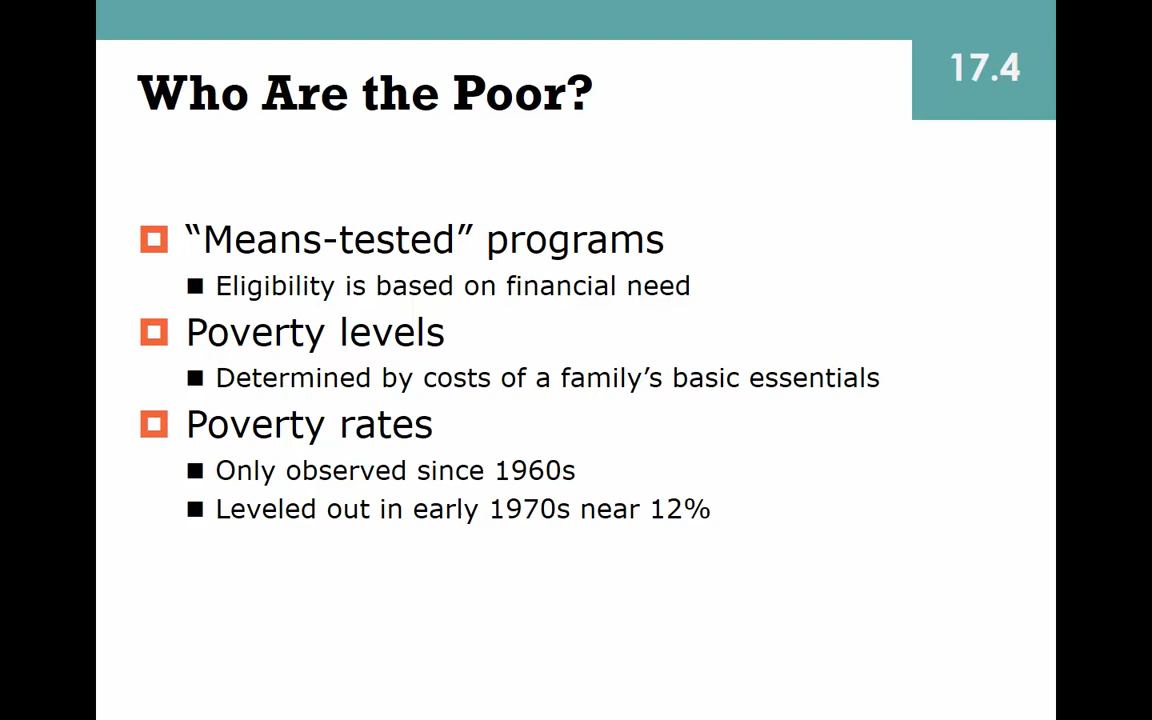 Who Are the Poor?
17.4
“Means-tested” programs
Eligibility is based on financial need
Poverty levels
Determined by costs of a family’s basic essentials
Poverty rates
Only observed since 1960s
Leveled out in early 1970s near 12%